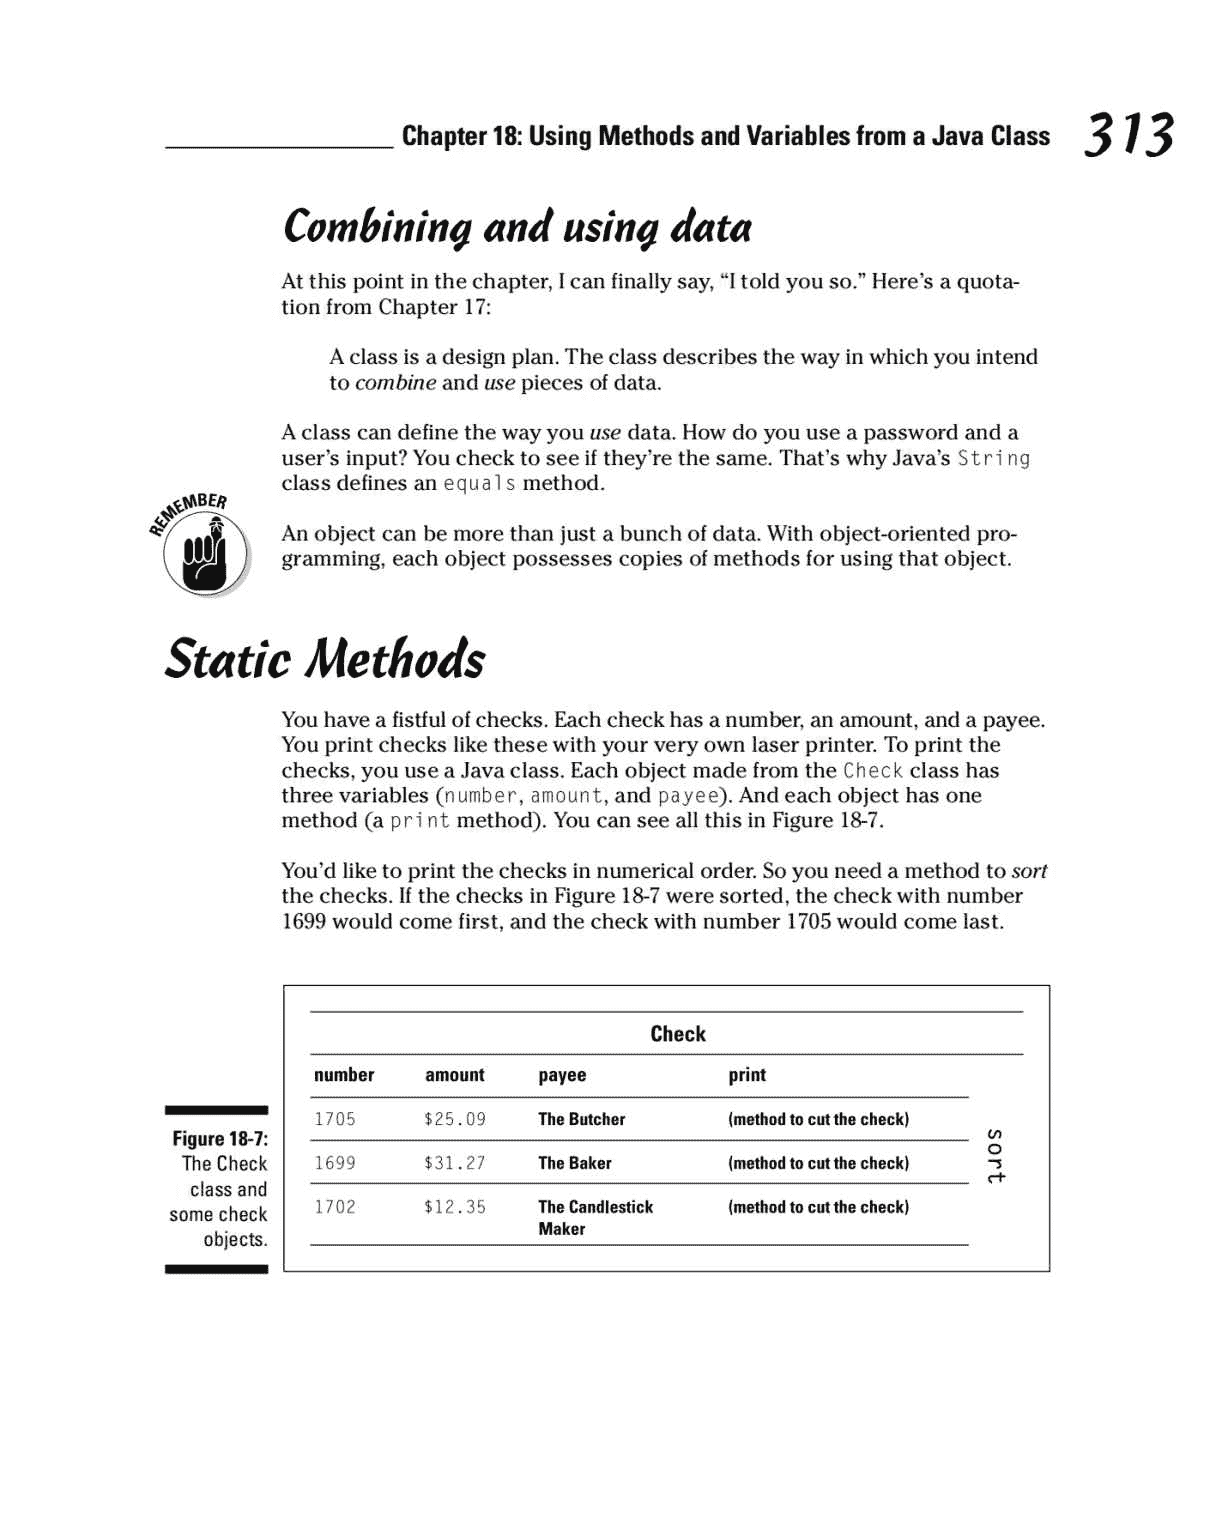 Chapter 18: Using Methods and Variables from a Java Class 313
Combining and using data
At this point in the chapter, I can finally say, “I told you so.” Here’s a quota-
tion from Chapter 17:
A class is a design plan. The class describes the way in which you intend
to combine and use pieces of data.
A class can define the way you use data. How do you use a password and a
user’s input? You check to see if they’re the same. That’s why Java’s String
class defines an equals method.
REMEMBER
An object can be more than just a bunch of data. With object-oriented pro-
gramming, each object possesses copies of methods for using that object.
Static Methods
You have a fistful of checks. Each check has a number, an amount, and a payee.
You print checks like these with your very own laser printer. To print the
checks, you use a Java class. Each object made from the Check class has
three variables (number, amount, and payee). And each object has one
method (a print method). You can see all this in Figure 18-7.
You’d like to print the checks in numerical order. So you need a method to sort
the checks. If the checks in Figure 18-7 were sorted, the check with number
1699 would come first, and the check with number 1705 would come last.
Check
number amount payee print
1705 $25.09 The Butcher (method to cut the check)
1699 $31.27 The Baker (method to cut the check)
1702 $12.35 The Candlestick (method to cut the check)
Maker
sort
Figure 18-7:
The Check
class and
some check
objects.